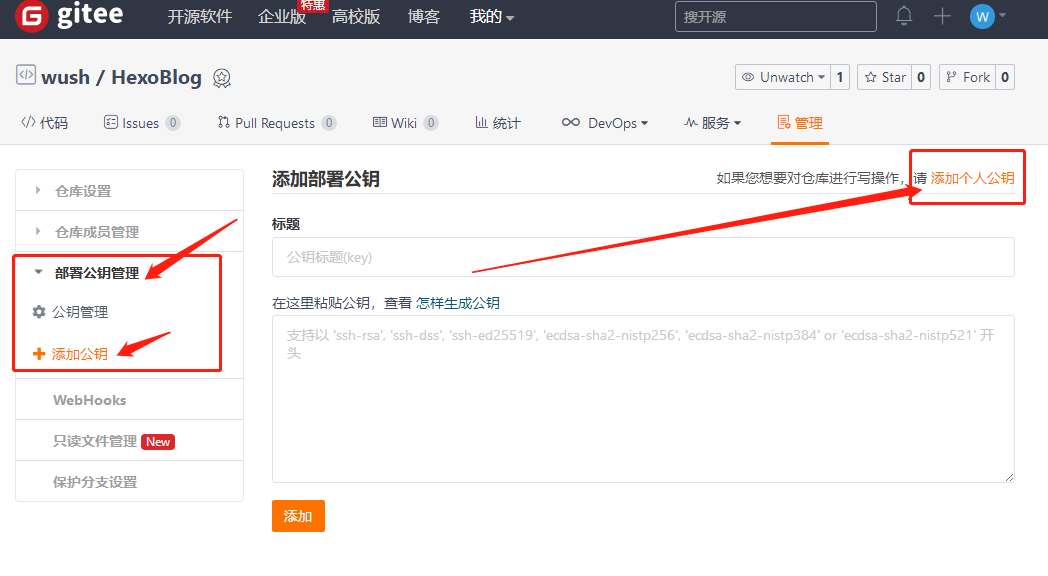 gitee 开源软件 企业版 特惠 高校版 博客 我的 搜开源 W
wush / HexoBlog Unwatch 1 Star 0 Fork 0
代码 Issues 0 Pull Requests 0 Wiki 0 统计 DevOps 服务 管理
仓库设置
仓库成员管理
部署公钥管理
公钥管理
添加公钥
WebHooks
只读文件管理 New
保护分支设置
添加部署公钥 如果您想要对仓库进行写操作，请 添加个人公钥
标题
公钥标题(key)
在这里粘贴公钥，查看 怎样生成公钥
支持以 'ssh-rsa', 'ssh-dss', 'ssh-ed25519', 'ecdsa-sha2-nistp256', 'ecdsa-sha2-nistp384' or 'ecdsa-sha2-nistp521' 开
头
添加